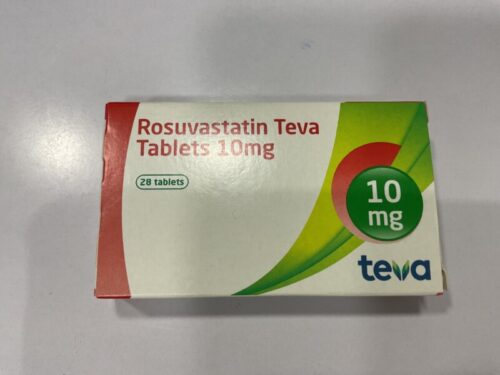 Rosuvastatin Teva
Tablets 10mg
28 tablets
10
mg
teva